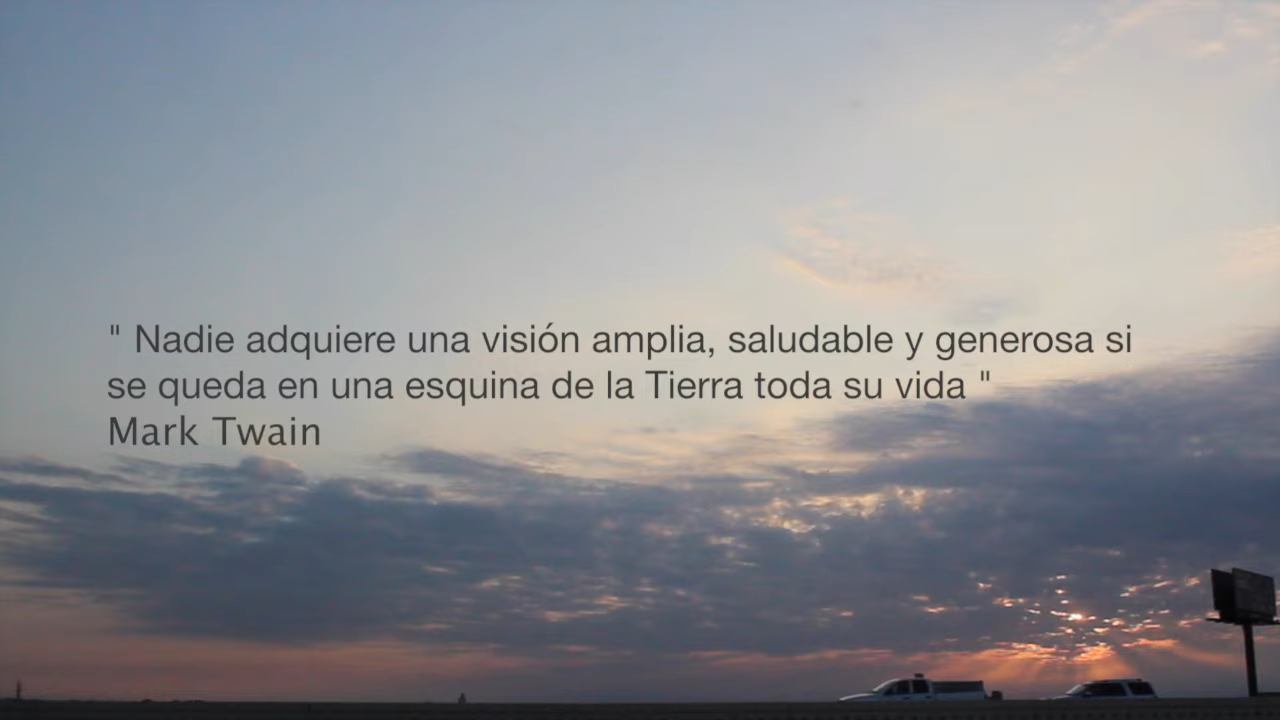 " Nadie adquiere una visión amplia, saludable y generosa si
se queda en una esquina de la Tierra toda su vida "
Mark Twain